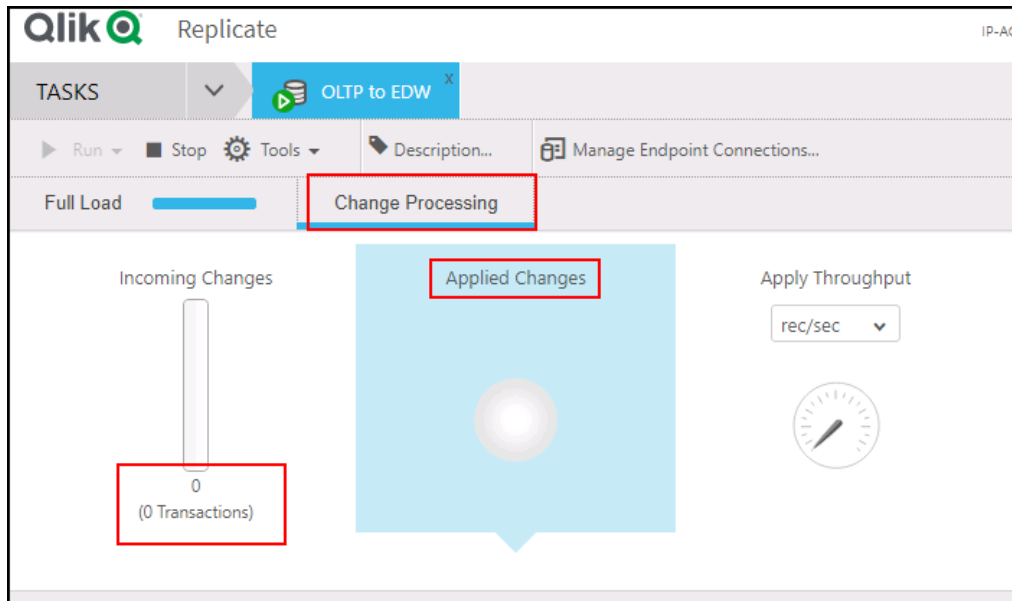 Qlik Replicate IP-AC
TASKS OLTP to EDW X
Run Stop Tools Description... Manage Endpoint Connections...
Full Load Change Processing
Incoming Changes Applied Changes Apply Throughput
rec/sec
0
(0 Transactions)